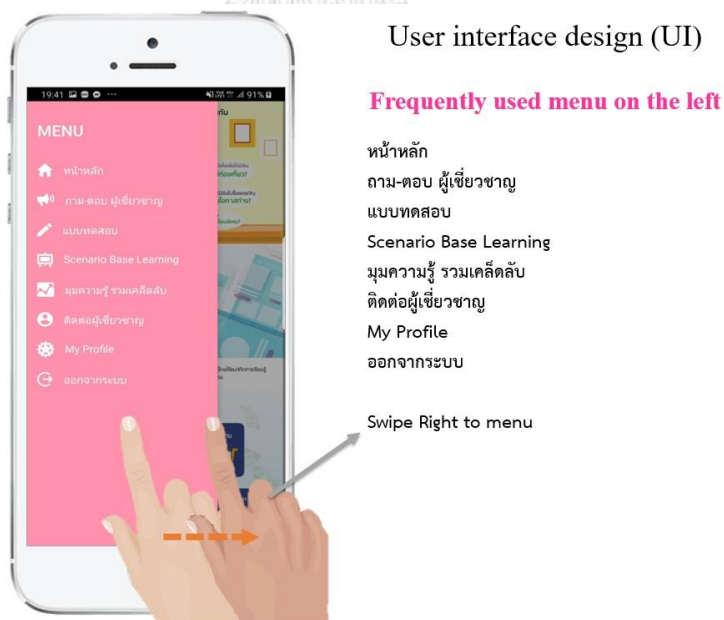 User interface design (UI)
Frequently used menu on the left
หน้าหลัก
ถาม-ตอบ ผู้เชี่ยวชาญ
แบบทดสอบ
Scenario Base Learning
มุมความรู้ รวมเคล็ดลับ
ติดต่อผู้เชี่ยวชาญ
My Profile
ออกจากระบบ
Swipe Right to menu
19:41
91%
MENU
หน้าหลัก
ถาม-ตอบ ผู้เชี่ยวชาญ
แบบทดสอบ
Scenario Base Learning
มุมความรู้ รวมเคล็ดลับ
ติดต่อผู้เชี่ยวชาญ
My Profile
ออกจากระบบ